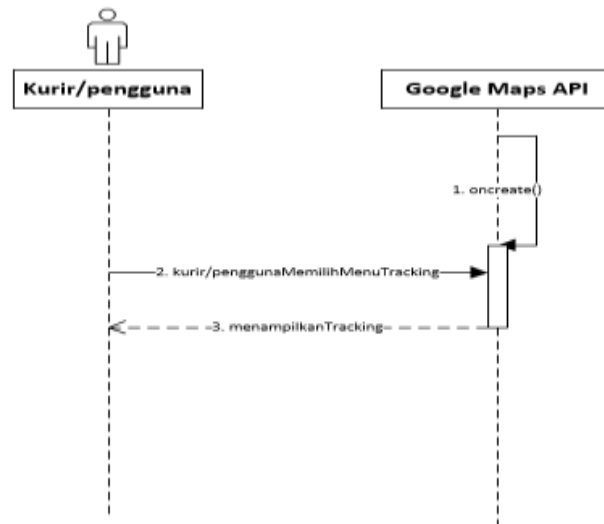 Kurir/pengguna
Google Maps API
1. oncreate()
2. kurir/penggunaMemilihMenuTracking
3. menampilkanTracking